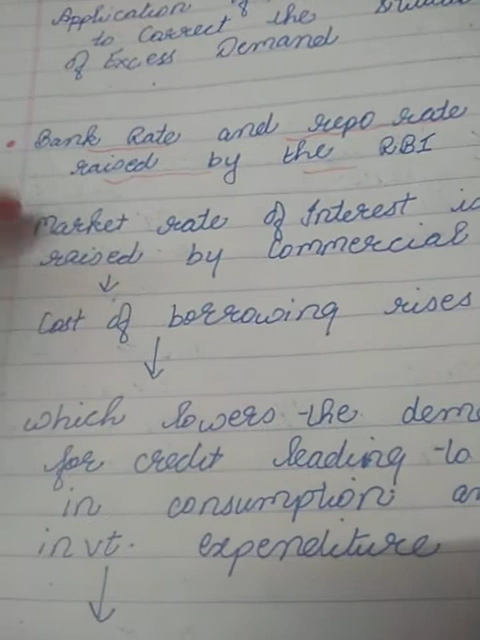 Application of the
to Correct the
of Excess Demand
Bank Rate and repo rate
raised by the RBI
Market rate of Interest is
raised by Commercial
Cost of borrowing rises
which lowers the dem
for credit leading to
in consumption an
invt. expenditure